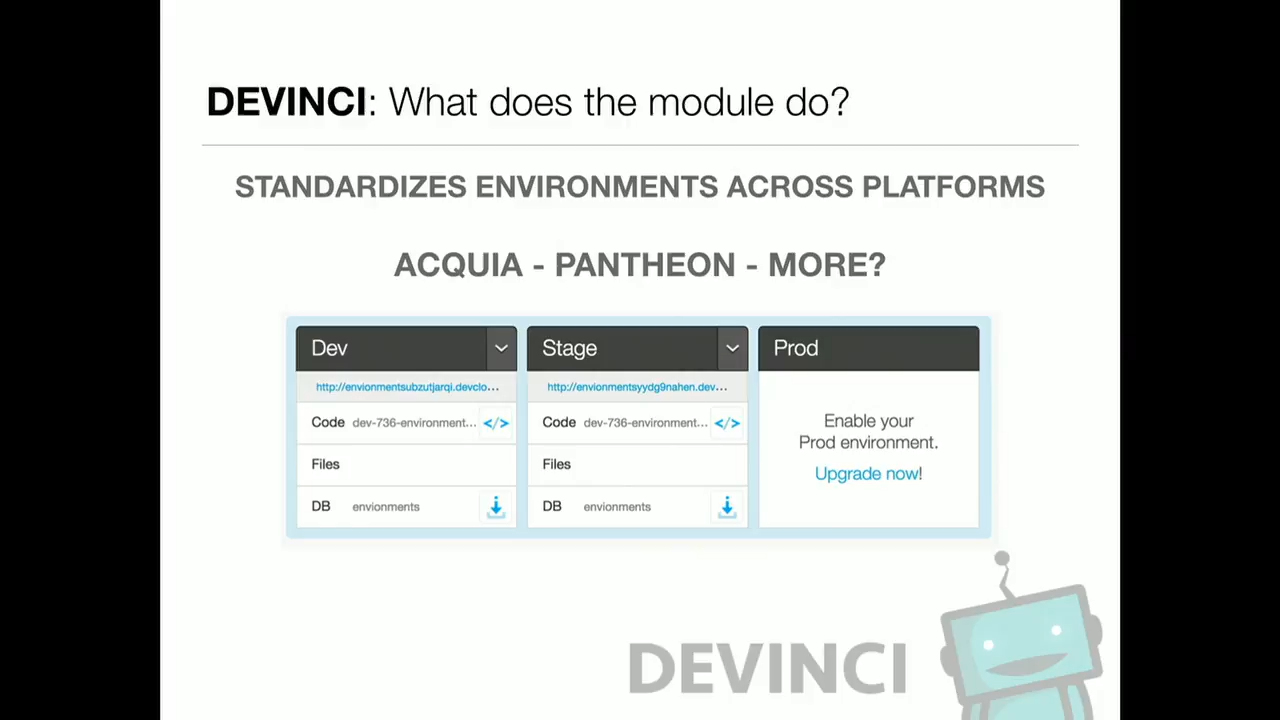 DEVINCI: What does the module do?
STANDARDIZES ENVIRONMENTS ACROSS PLATFORMS
ACQUIA - PANTHEON - MORE?
Dev
http://envionmentsubzutjarqi.devclo...
Code dev-736-environment... </>
Files
DB envionments
Stage
http://envionmentsyydg9nahen.dev...
Code dev-736-environment... </>
Files
DB envionments
Prod
Enable your
Prod environment.
Upgrade now!
DEVINCI